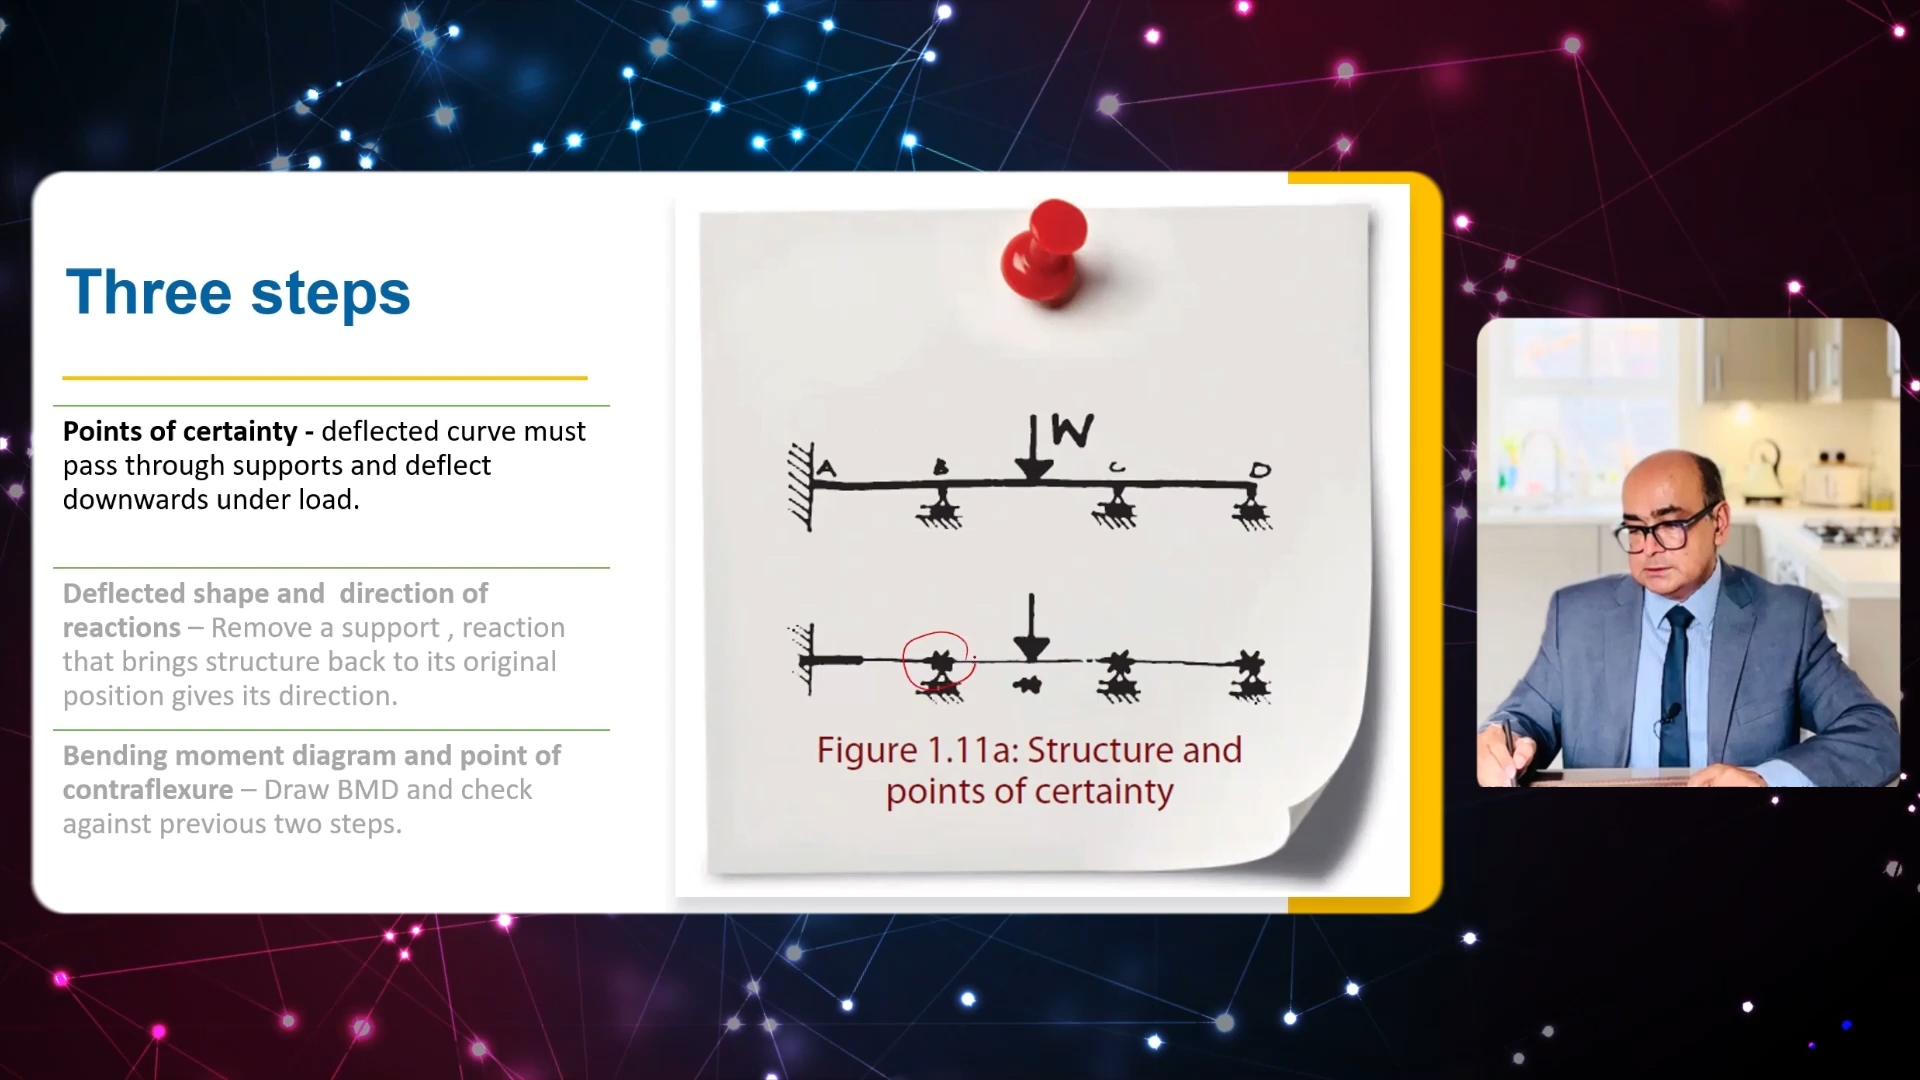 Three steps
Points of certainty - deflected curve must
pass through supports and deflect
downwards under load.
Deflected shape and direction of
reactions – Remove a support , reaction
that brings structure back to its original
position gives its direction.
Bending moment diagram and point of
contraflexure – Draw BMD and check
against previous two steps.
W
A B C D
Figure 1.11a: Structure and
points of certainty